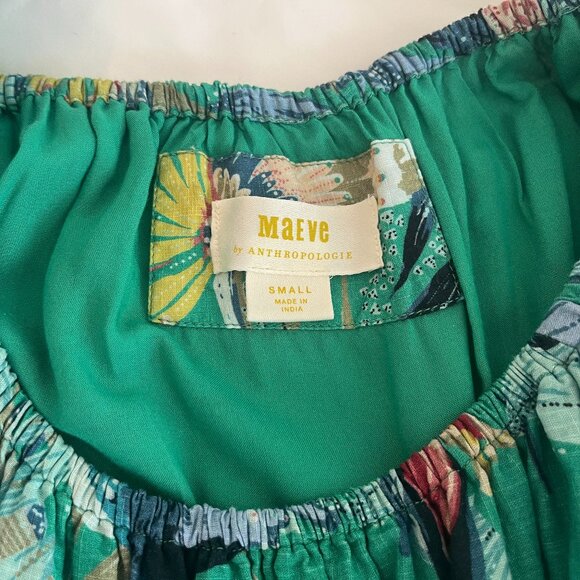 MaEVe
by ANTHROPOLOGIE
SMALL
MADE IN
INDIA